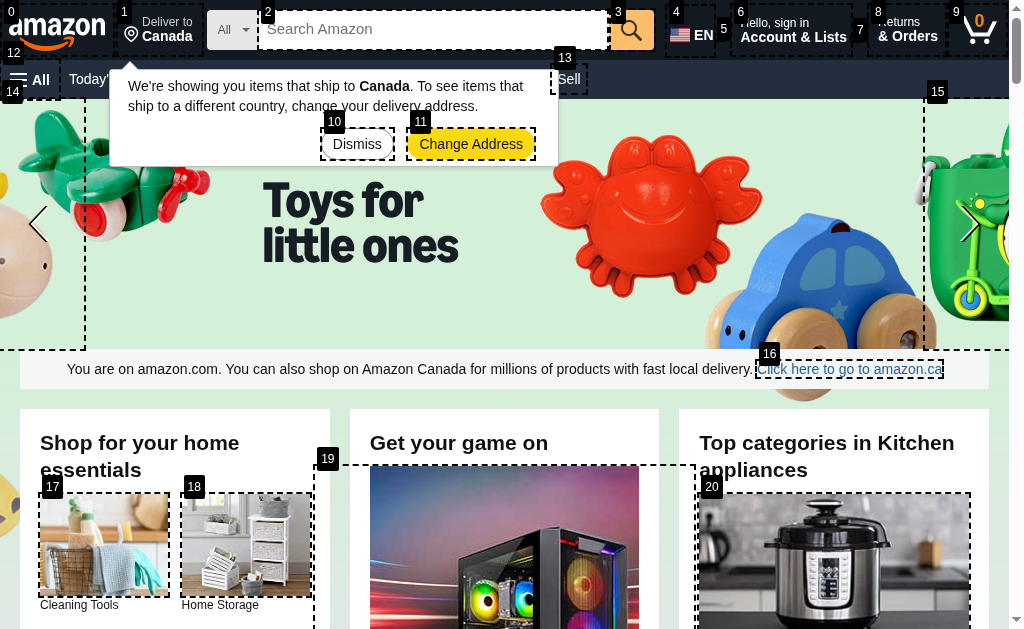 0
1
2
3
4
5
6
7
8
9
amazon
Deliver to
Canada
All
Search Amazon
EN
Hello, sign in
Account & Lists
Returns
& Orders
0
12
13
All
Today'
Sell
14
15
We're showing you items that ship to Canada. To see items that
ship to a different country, change your delivery address.
10
11
Dismiss
Change Address
Toys for
little ones
16
You are on amazon.com. You can also shop on Amazon Canada for millions of products with fast local delivery. Click here to go to amazon.ca
Shop for your home
essentials
Get your game on
Top categories in Kitchen
appliances
17
18
19
20
Cleaning Tools
Home Storage